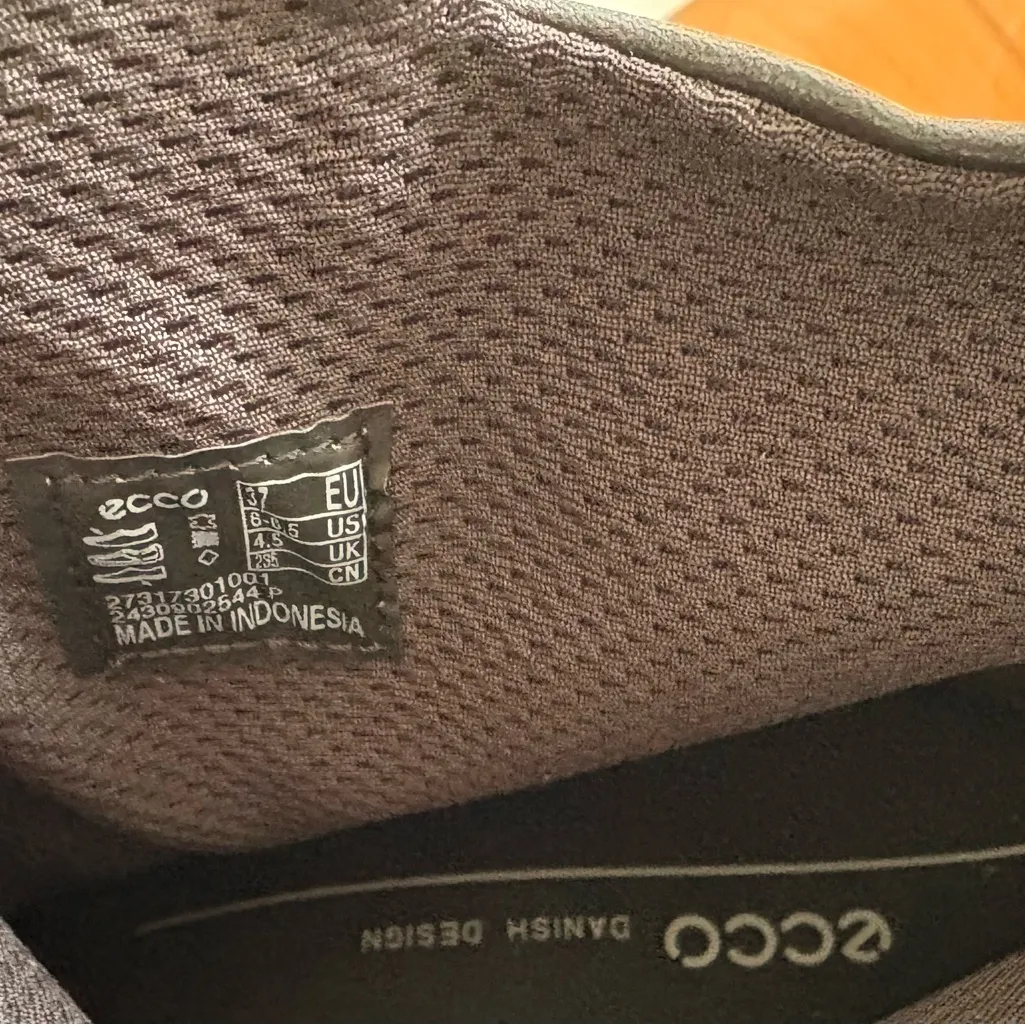 ecco
37 EU
6-6.5 US
4.5 UK
235 CN
27317301001
2430902544 P
MADE IN INDONESIA
ecco DANISH DESIGN